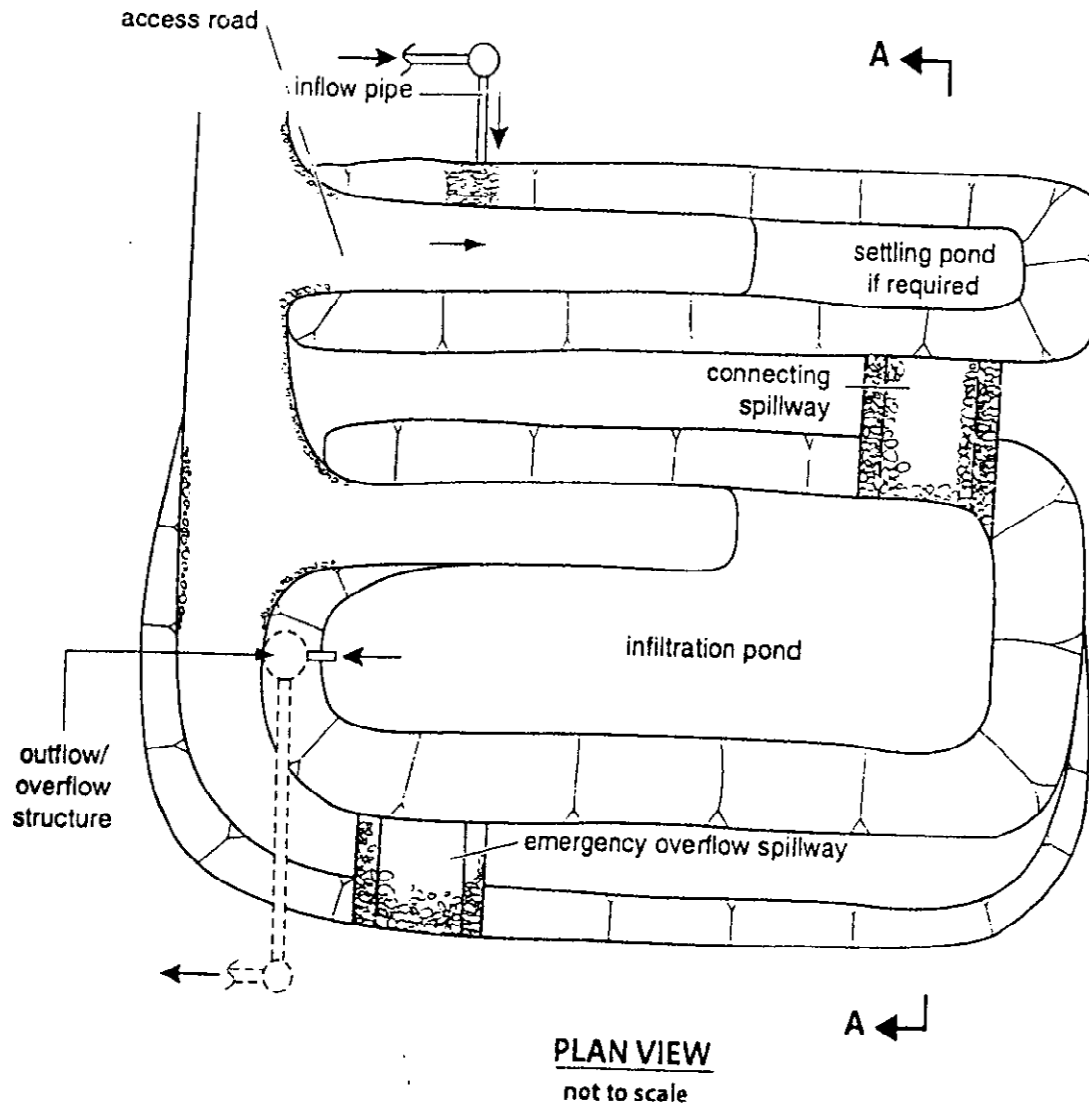 access road
inflow pipe
A
settling pond
if required
connecting
spillway
infiltration pond
outflow/
overflow
structure
emergency overflow spillway
A
PLAN VIEW
not to scale